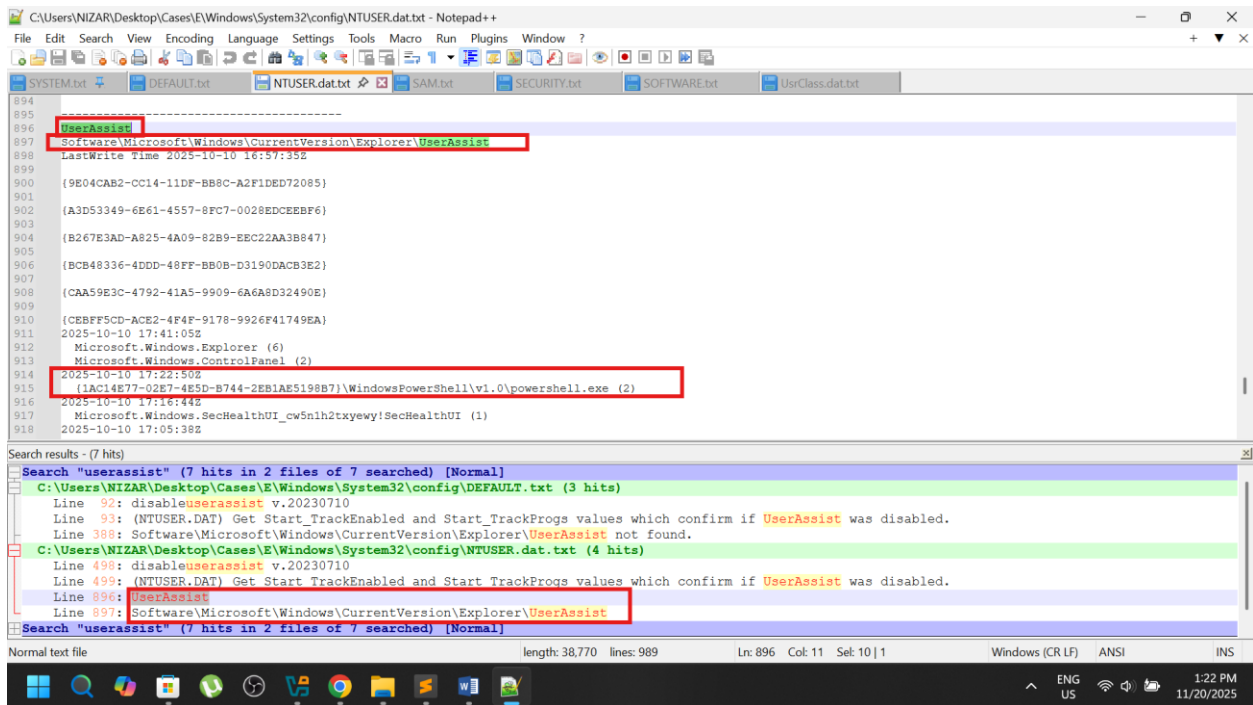 C:\Users\NIZAR\Desktop\Cases\E\Windows\System32\config\NTUSER.dat.txt - Notepad++
File Edit Search View Encoding Language Settings Tools Macro Run Plugins Window ?
SYSTEM.txt DEFAULT.txt NTUSER.dat.txt SAM.txt SECURITY.txt SOFTWARE.txt UsrClass.dat.txt
894
895 ----------------------------------------
896 UserAssist
897 Software\Microsoft\Windows\CurrentVersion\Explorer\UserAssist
898 LastWrite Time 2025-10-10 16:57:35Z
899
900 {9E04CAB2-CC14-11DF-BB8C-A2F1DED72085}
901
902 {A3D53349-6E61-4557-8FC7-0028EDCEEBF6}
903
904 {B267E3AD-A825-4A09-82B9-EEC22AA3B847}
905
906 {BCB48336-4DDD-48FF-BB0B-D3190DACB3E2}
907
908 {CAA59E3C-4792-41A5-9909-6A6A8D32490E}
909
910 {CEBFF5CD-ACE2-4F4F-9178-9926F41749EA}
911 2025-10-10 17:41:05Z
912 Microsoft.Windows.Explorer (6)
913 Microsoft.Windows.ControlPanel (2)
914 2025-10-10 17:22:50Z
915 {1AC14E77-02E7-4E5D-B744-2EB1AE5198B7}\WindowsPowerShell\v1.0\powershell.exe (2)
916 2025-10-10 17:16:44Z
917 Microsoft.Windows.SecHealthUI_cw5n1h2txyewy!SecHealthUI (1)
918 2025-10-10 17:05:38Z
Search results - (7 hits)
Search "userassist" (7 hits in 2 files of 7 searched) [Normal]
C:\Users\NIZAR\Desktop\Cases\E\Windows\System32\config\DEFAULT.txt (3 hits)
Line 92: disableuserassist v.20230710
Line 93: (NTUSER.DAT) Get Start_TrackEnabled and Start_TrackProgs values which confirm if UserAssist was disabled.
Line 388: Software\Microsoft\Windows\CurrentVersion\Explorer\UserAssist not found.
C:\Users\NIZAR\Desktop\Cases\E\Windows\System32\config\NTUSER.dat.txt (4 hits)
Line 498: disableuserassist v.20230710
Line 499: (NTUSER.DAT) Get Start_TrackEnabled and Start_TrackProgs values which confirm if UserAssist was disabled.
Line 896: UserAssist
Line 897: Software\Microsoft\Windows\CurrentVersion\Explorer\UserAssist
Search "userassist" (7 hits in 2 files of 7 searched) [Normal]
Normal text file length: 38,770 lines: 989 Ln: 896 Col: 11 Sel: 10 | 1 Windows (CR LF) ANSI INS
ENG 1:22 PM
US 11/20/2025